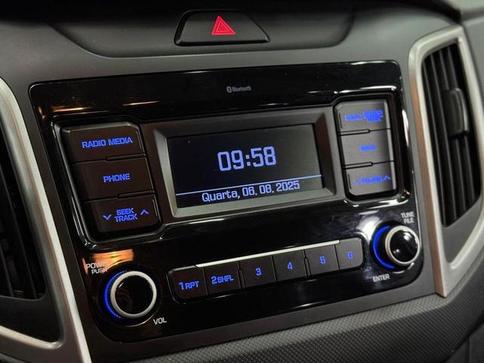 Bluetooth
RADIO MEDIA
PHONE
SEEK
TRACK
09:58
Quarta, 08. 08. 2025
POWER
PUSH
VOL
1 RPT
2 SHFL
3
4
5
6
TUNE
FILE
ENTER